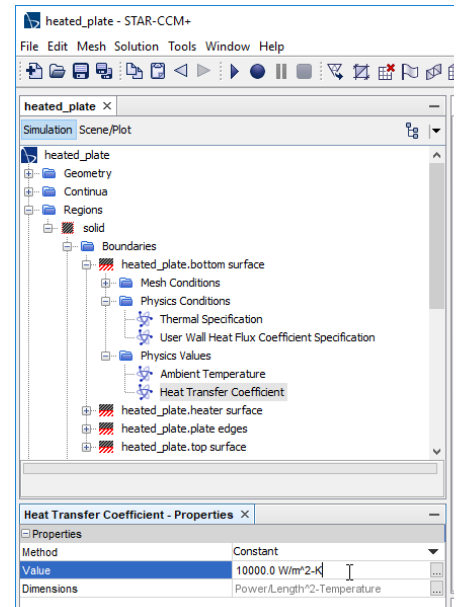 heated_plate - STAR-CCM+
File Edit Mesh Solution Tools Window Help
heated_plate ×
Simulation Scene/Plot
heated_plate
Geometry
Continua
Regions
solid
Boundaries
heated_plate.bottom surface
Mesh Conditions
Physics Conditions
Thermal Specification
User Wall Heat Flux Coefficient Specification
Physics Values
Ambient Temperature
Heat Transfer Coefficient
heated_plate.heater surface
heated_plate.plate edges
heated_plate.top surface
Heat Transfer Coefficient - Properties ×
Properties
Method Constant
Value 10000.0 W/m^2-K ...
Dimensions Power/Length^2-Temperature ...